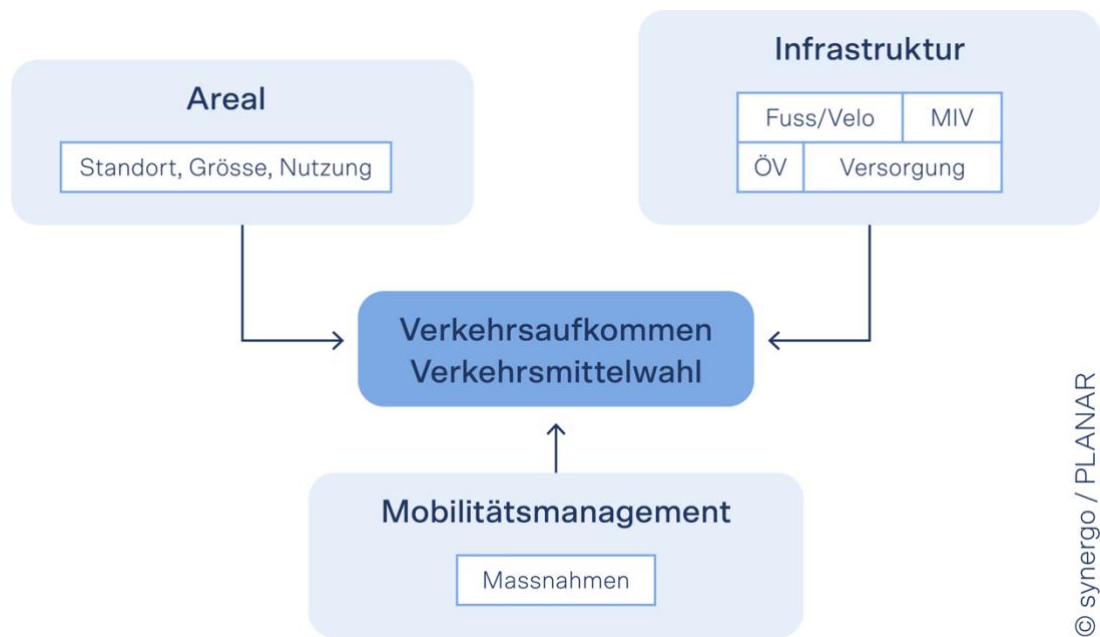 Areal
Standort, Grösse, Nutzung
Infrastruktur
Fuss/Velo MIV
ÖV Versorgung
Verkehrsaufkommen
Verkehrsmittelwahl
Mobilitätsmanagement
Massnahmen
© synergo / PLANAR